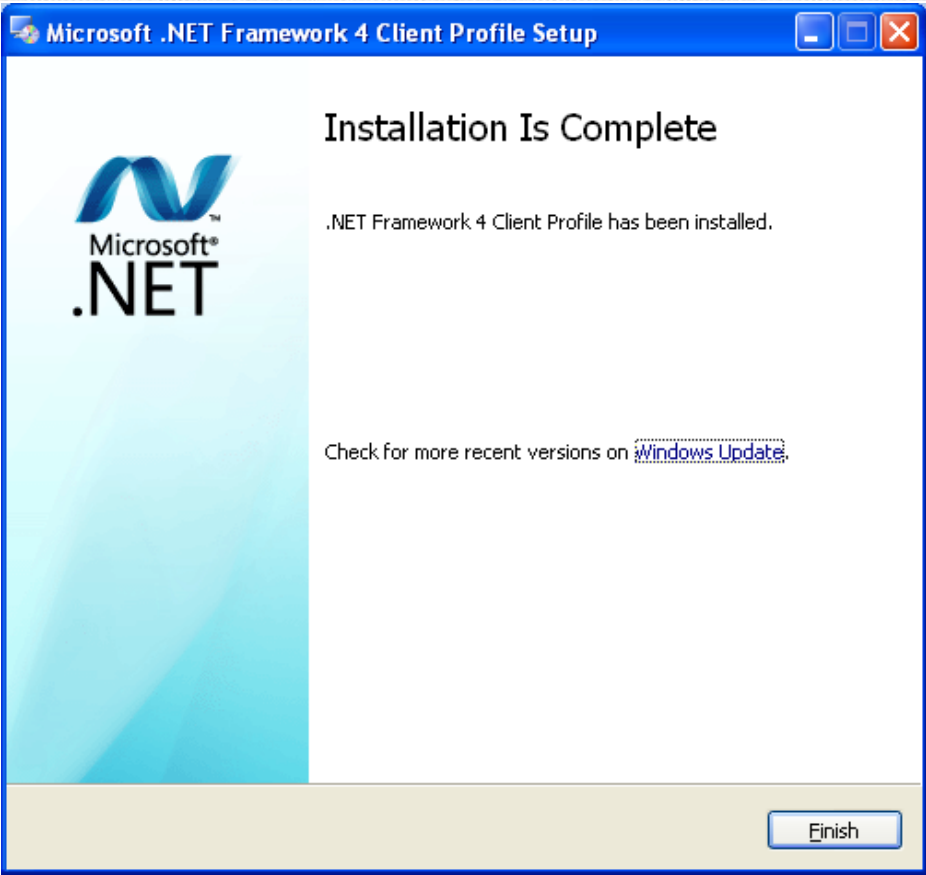 Microsoft .NET Framework 4 Client Profile Setup
Installation Is Complete
.NET Framework 4 Client Profile has been installed.
TM
Microsoft®
.NET
Check for more recent versions on Windows Update.
Finish